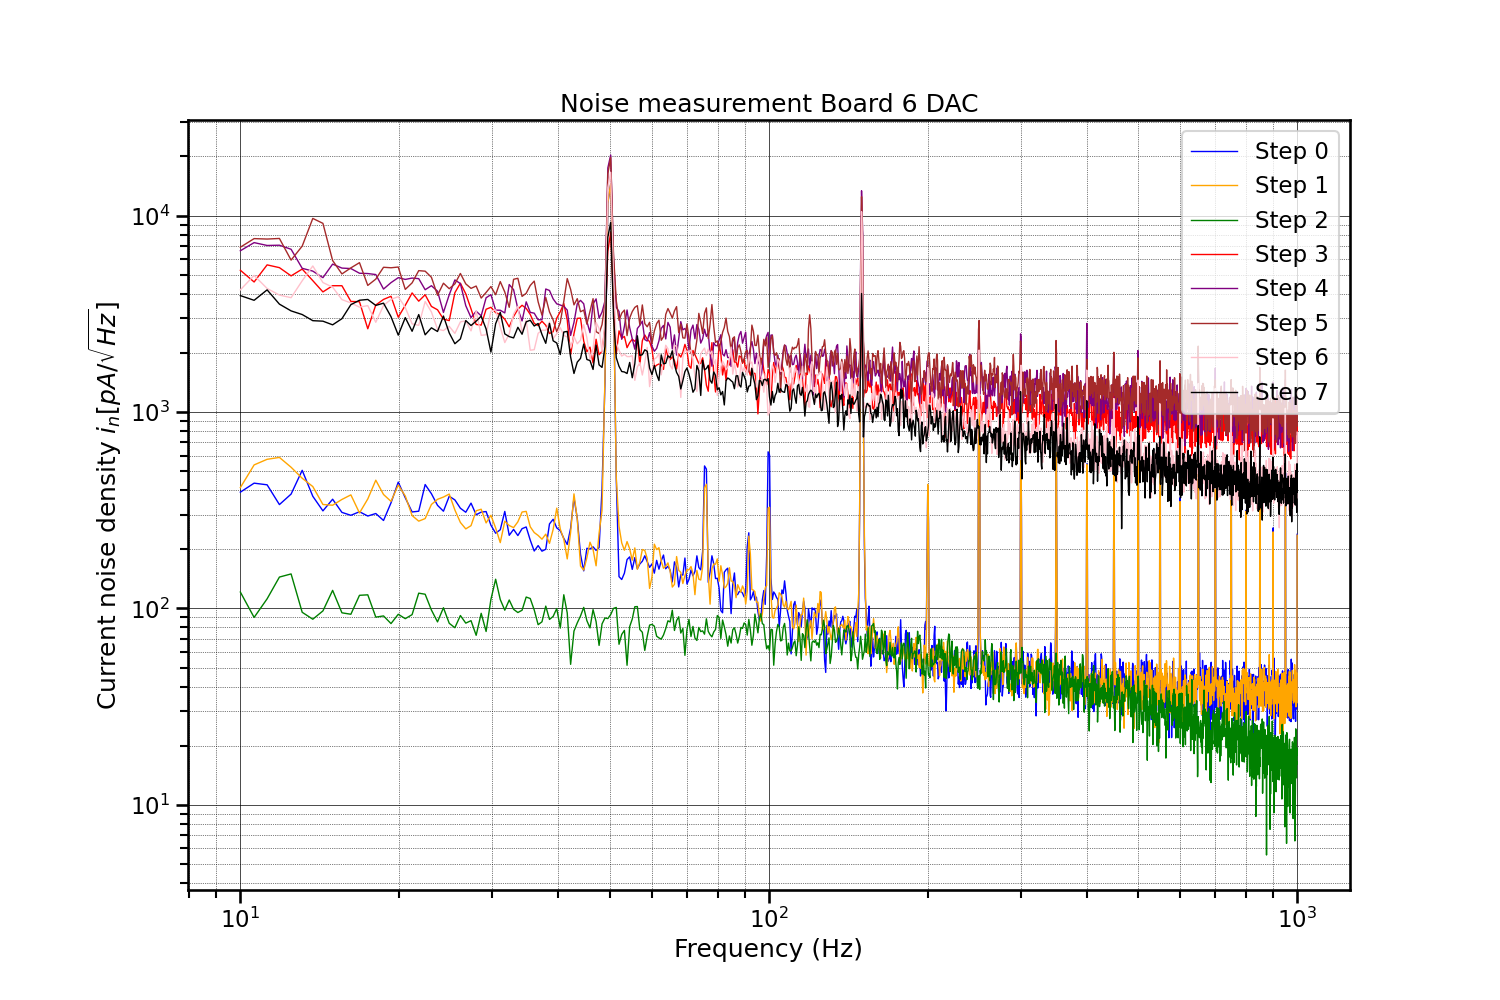 Noise measurement Board 6 DAC
Current noise density $i_n[pA/\sqrt{Hz}]$
10⁴
10³
10²
10¹
Step 0
Step 1
Step 2
Step 3
Step 4
Step 5
Step 6
Step 7
10¹ 10² 10³
Frequency (Hz)